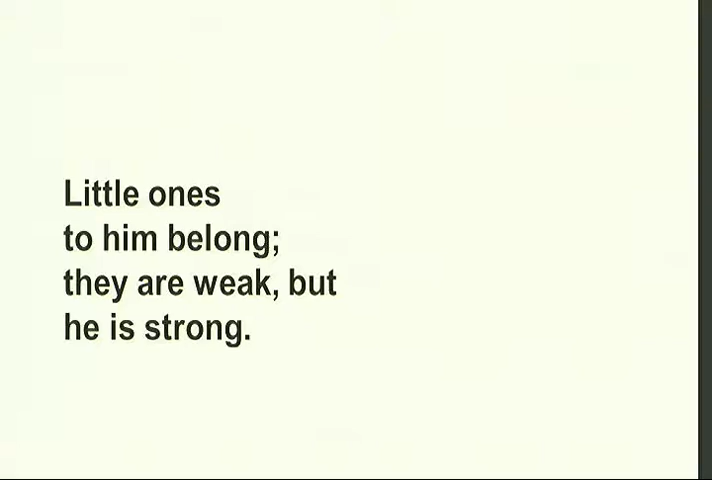 Little ones
to him belong;
they are weak, but
he is strong.